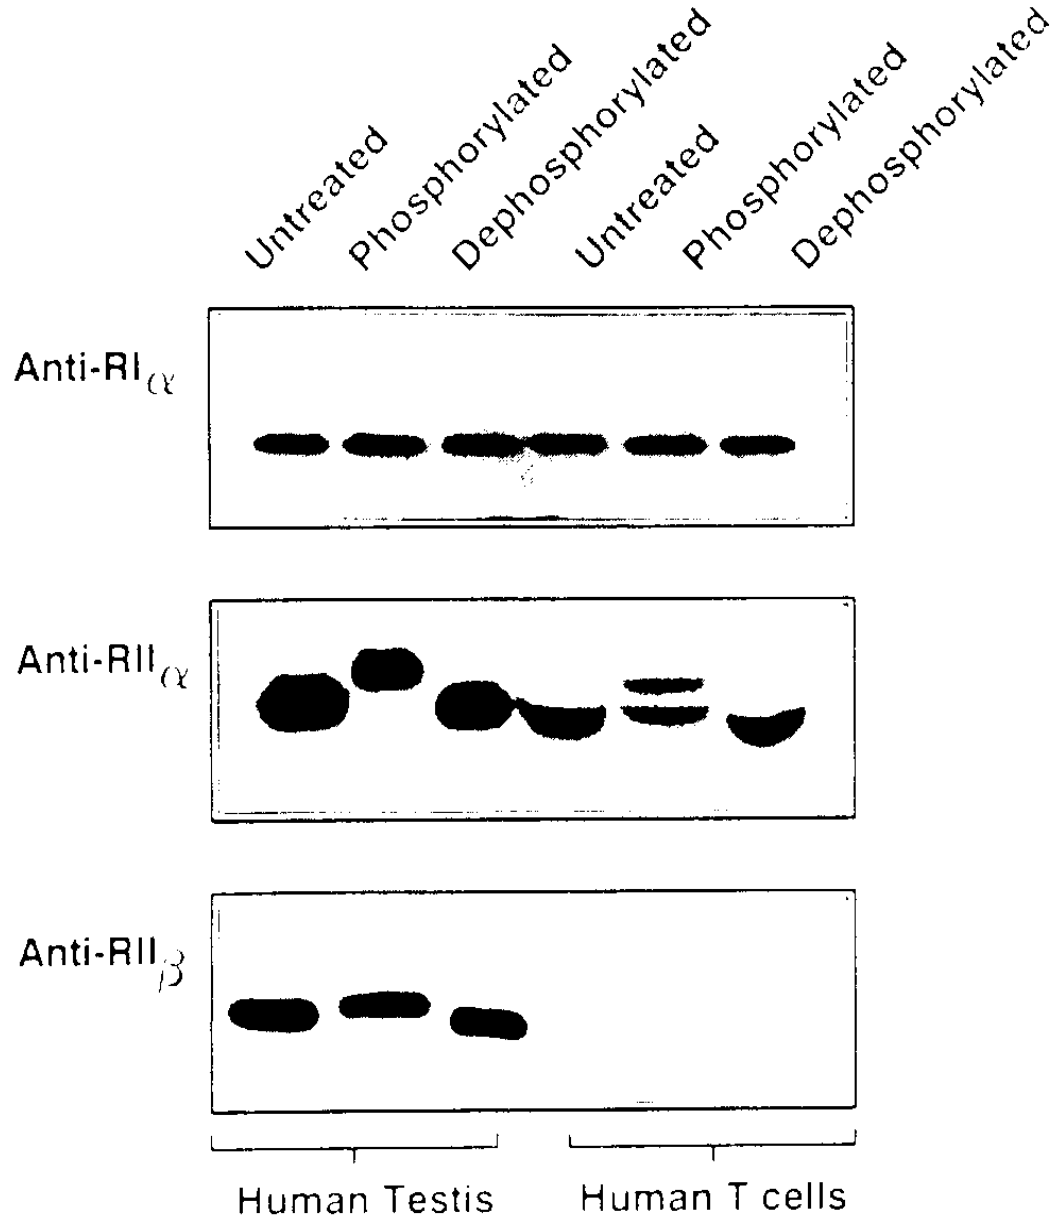 Untreated
Phosphorylated
Dephosphorylated
Untreated
Phosphorylated
Dephosphorylated
Anti-RIα
Anti-RIIα
Anti-RIIβ
Human Testis
Human T cells